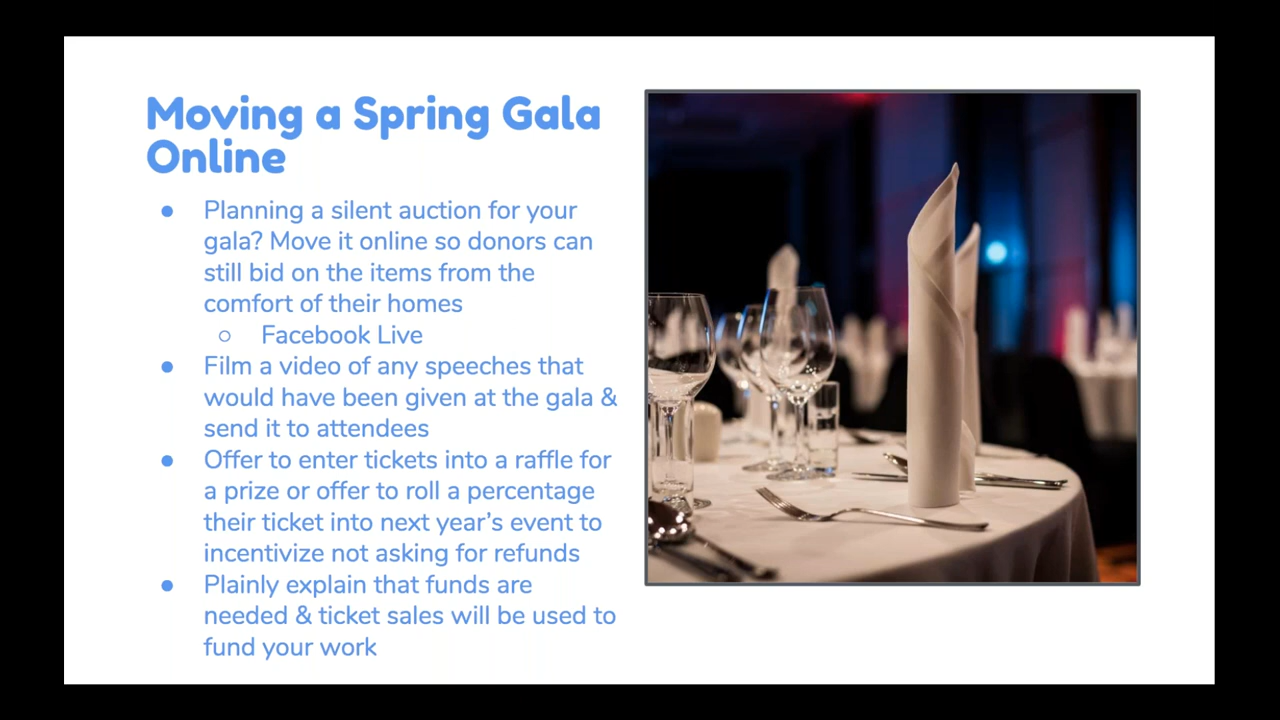 Moving a Spring Gala
Online
● Planning a silent auction for your
gala? Move it online so donors can
still bid on the items from the
comfort of their homes
○ Facebook Live
● Film a video of any speeches that
would have been given at the gala &
send it to attendees
● Offer to enter tickets into a raffle for
a prize or offer to roll a percentage
their ticket into next year’s event to
incentivize not asking for refunds
● Plainly explain that funds are
needed & ticket sales will be used to
fund your work